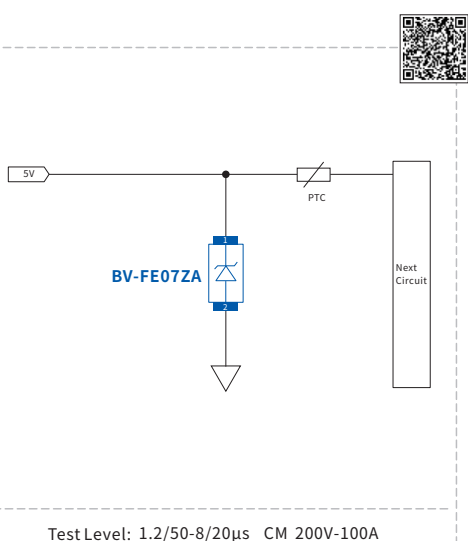 5V
PTC
1
BV-FE07ZA
Next
Circuit
2
Test Level: 1.2/50-8/20μs CM 200V-100A